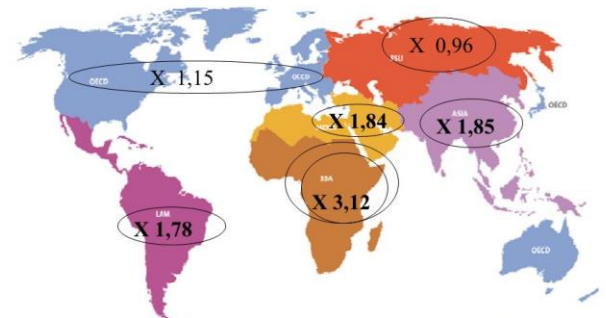 X 0,96
FSU
OECD
X 1,15
OECD
OECD
X 1,84
ASIA
X 1,85
SSA
X 3,12
LAM
X 1,78
OECD